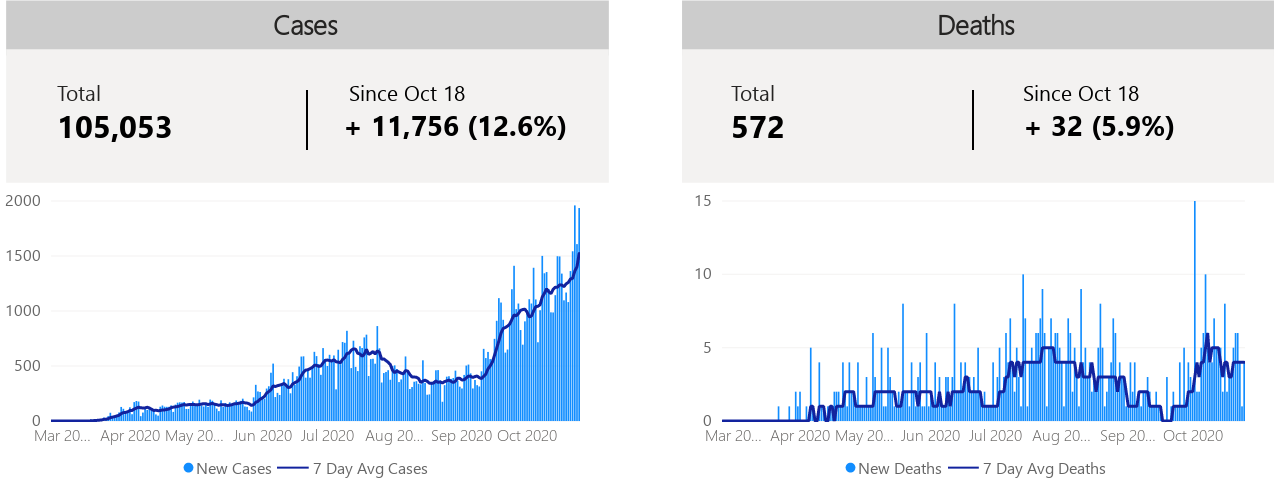 Cases
Total
105,053
Since Oct 18
+ 11,756 (12.6%)
2000
1500
1000
500
0
Mar 20... Apr 2020 May 20... Jun 2020 Jul 2020 Aug 20... Sep 2020 Oct 2020
New Cases 7 Day Avg Cases
Deaths
Total
572
Since Oct 18
+ 32 (5.9%)
15
10
5
0
Mar 20... Apr 2020 May 20... Jun 2020 Jul 2020 Aug 20... Sep 20... Oct 2020
New Deaths 7 Day Avg Deaths